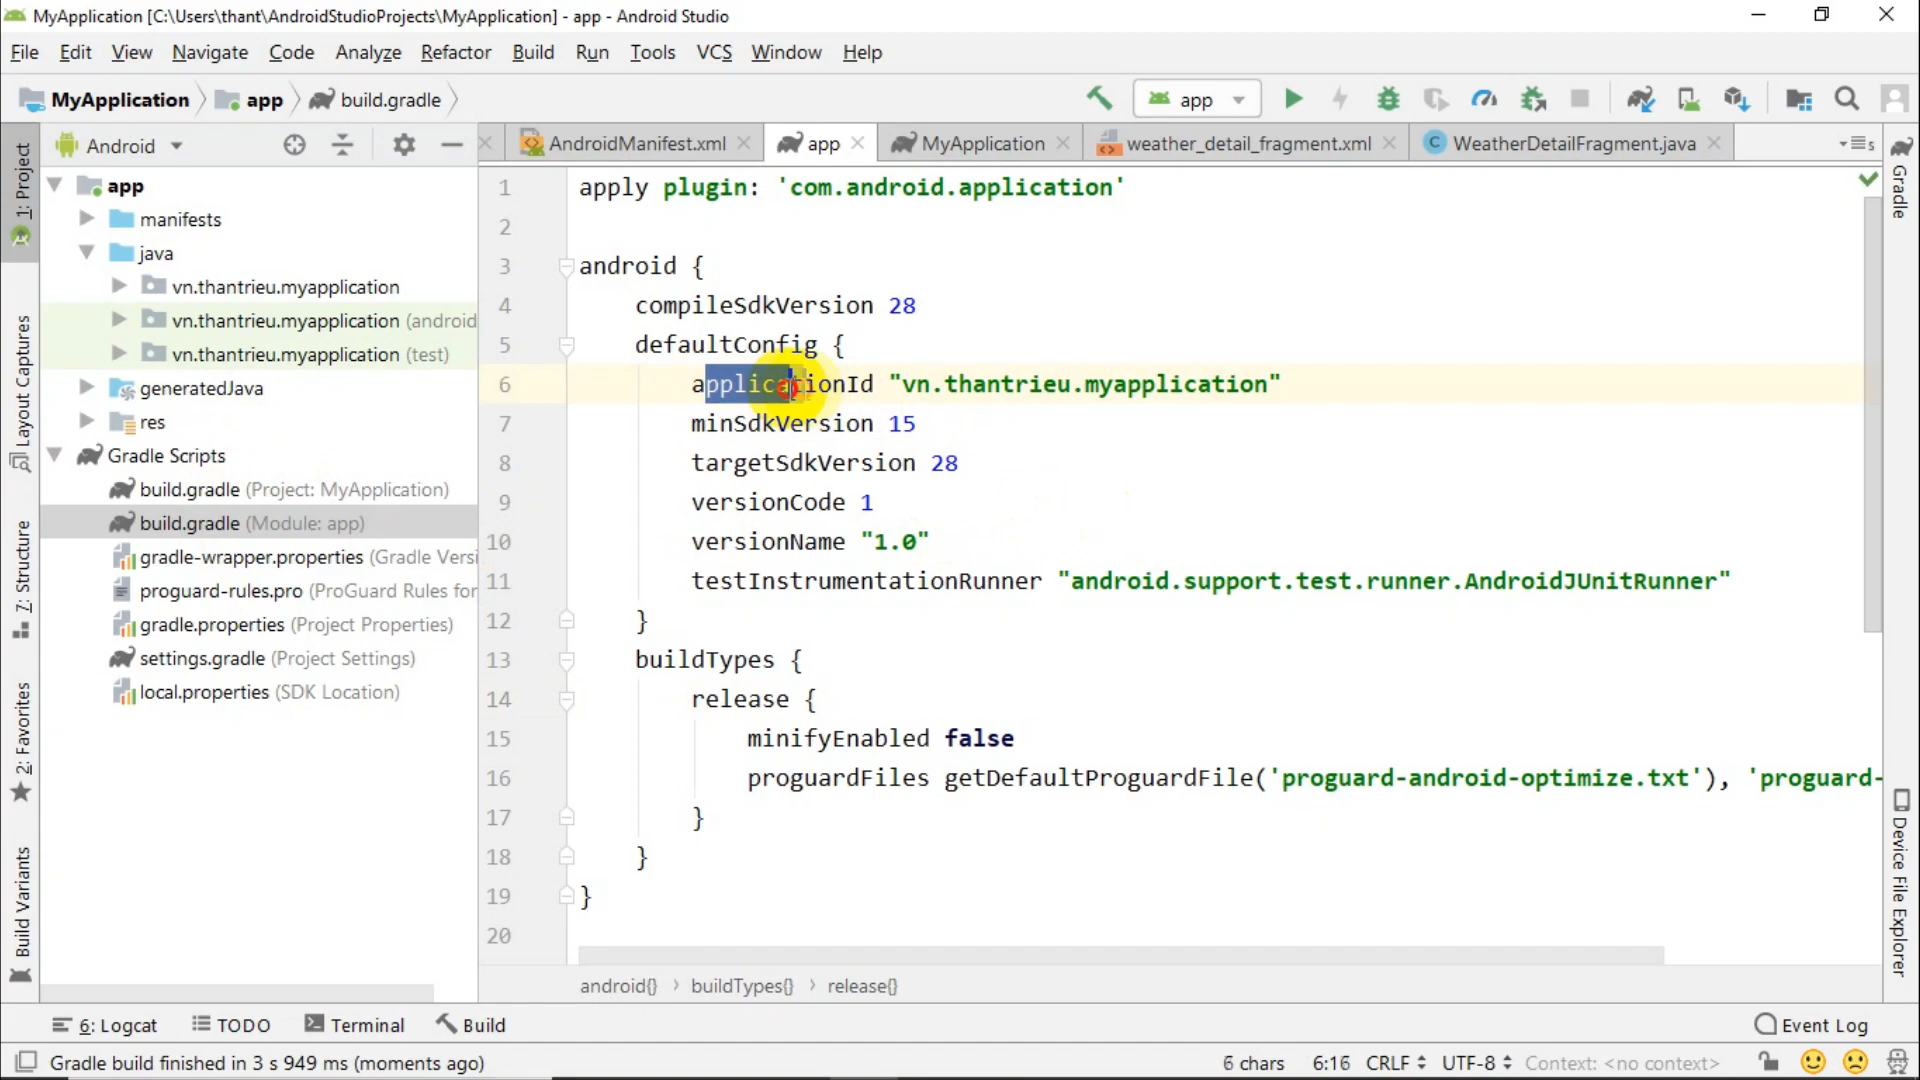 MyApplication [C:\Users\thant\AndroidStudioProjects\MyApplication] - app - Android Studio
File Edit View Navigate Code Analyze Refactor Build Run Tools VCS Window Help
MyApplication app build.gradle app
Android AndroidManifest.xml app MyApplication weather_detail_fragment.xml WeatherDetailFragment.java
1: Project
Layout Captures
7: Structure
2: Favorites
Build Variants
app
manifests
java
vn.thantrieu.myapplication
vn.thantrieu.myapplication (android
vn.thantrieu.myapplication (test)
generatedJava
res
Gradle Scripts
build.gradle (Project: MyApplication)
build.gradle (Module: app)
gradle-wrapper.properties (Gradle Versi
proguard-rules.pro (ProGuard Rules for
gradle.properties (Project Properties)
settings.gradle (Project Settings)
local.properties (SDK Location)
1 apply plugin: 'com.android.application'
2
3 android {
4 compileSdkVersion 28
5 defaultConfig {
6 applicationId "vn.thantrieu.myapplication"
7 minSdkVersion 15
8 targetSdkVersion 28
9 versionCode 1
10 versionName "1.0"
11 testInstrumentationRunner "android.support.test.runner.AndroidJUnitRunner"
12 }
13 buildTypes {
14 release {
15 minifyEnabled false
16 proguardFiles getDefaultProguardFile('proguard-android-optimize.txt'), 'proguard-
17 }
18 }
19 }
20
android{} › buildTypes{} › release{}
Gradle
Device File Explorer
6: Logcat TODO Terminal Build Event Log
Gradle build finished in 3 s 949 ms (moments ago) 6 chars 6:16 CRLF UTF-8 Context: <no context>